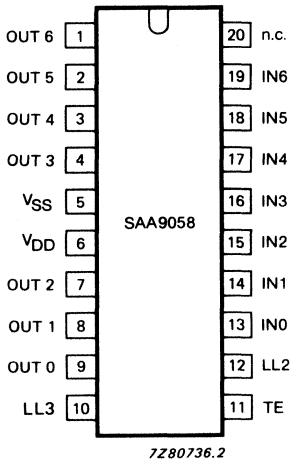 OUT 6 1 20 n.c.
OUT 5 2 19 IN6
OUT 4 3 18 IN5
OUT 3 4 17 IN4
VSS 5 16 IN3
SAA9058
VDD 6 15 IN2
OUT 2 7 14 IN1
OUT 1 8 13 IN0
OUT 0 9 12 LL2
LL3 10 11 TE
7Z80736.2